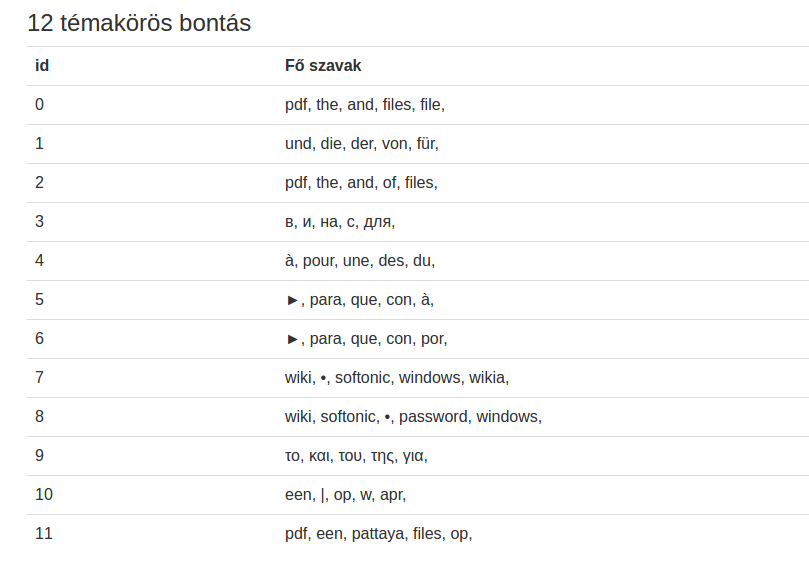 12 témakörös bontás
id Fő szavak
0 pdf, the, and, files, file,
1 und, die, der, von, für,
2 pdf, the, and, of, files,
3 в, и, на, с, для,
4 à, pour, une, des, du,
5 ►, para, que, con, à,
6 ►, para, que, con, por,
7 wiki, •, softonic, windows, wikia,
8 wiki, softonic, •, password, windows,
9 το, και, του, της, για,
10 een, |, op, w, apr,
11 pdf, een, pattaya, files, op,